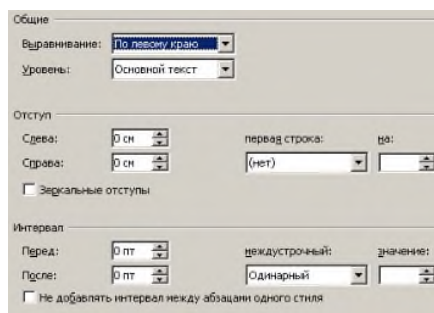 Общие
Выравнивание: По левому краю
Уровень: Основной текст
Отступ
Слева: 0 см первая строка: на:
Справа: 0 см (нет)
Зеркальные отступы
Интервал
Перед: 0 пт междустрочный: значение:
После: 0 пт Одинарный
Не добавлять интервал между абзацами одного стиля